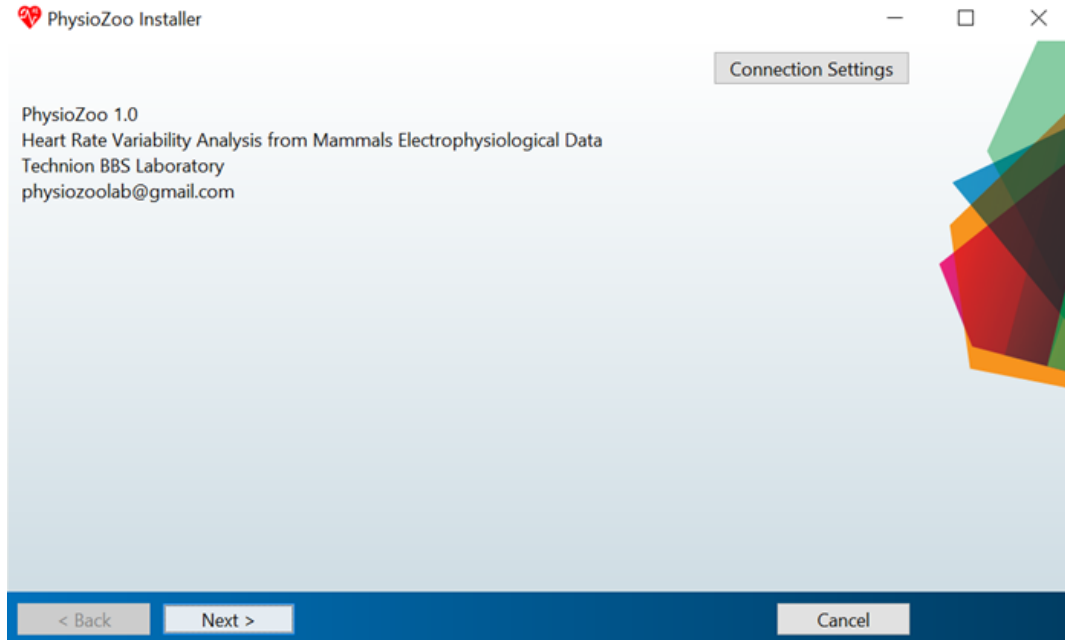 PhysioZoo Installer
Connection Settings
PhysioZoo 1.0
Heart Rate Variability Analysis from Mammals Electrophysiological Data
Technion BBS Laboratory
physiozoolab@gmail.com
< Back
Next >
Cancel